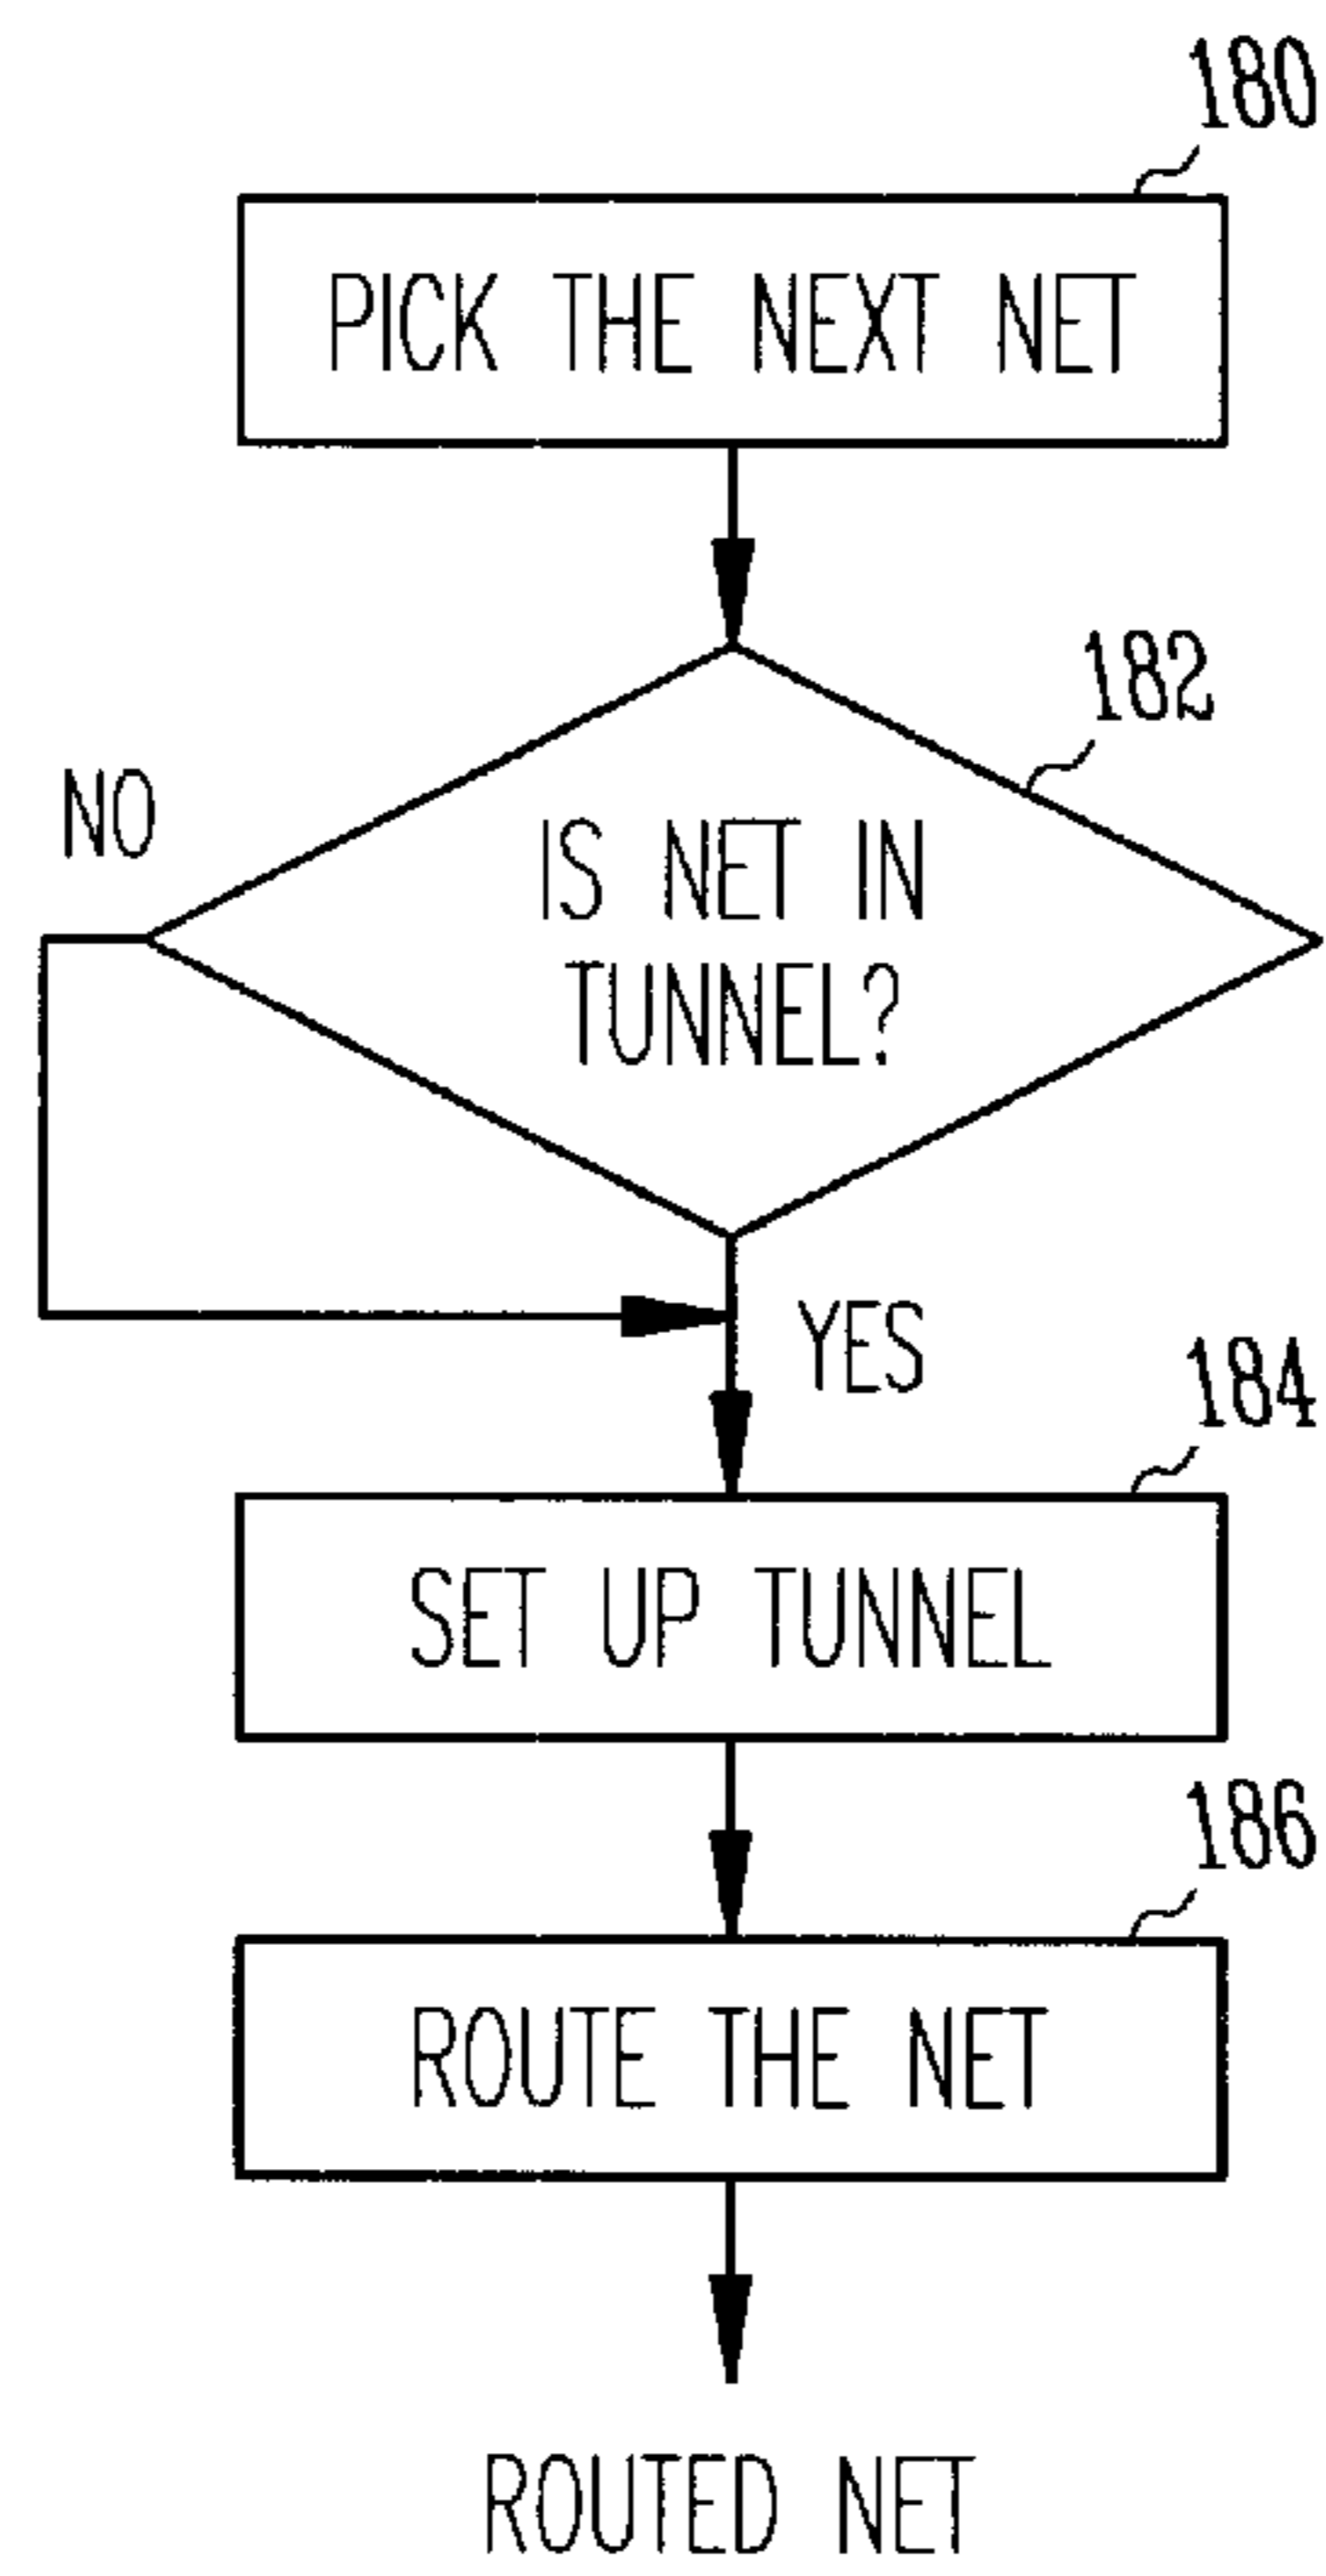 180
PICK THE NEXT NET
182
NO
IS NET IN
TUNNEL?
YES
184
SET UP TUNNEL
186
ROUTE THE NET
ROUTED NET